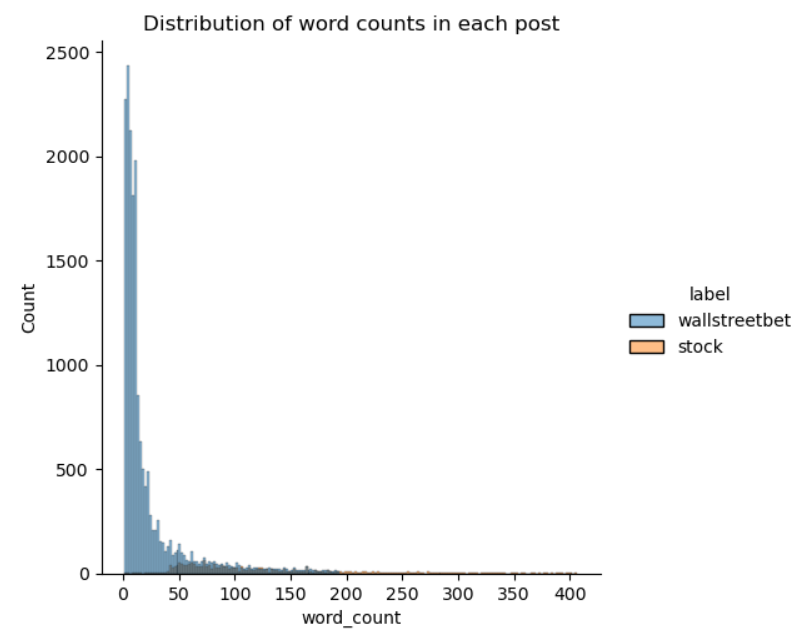 Distribution of word counts in each post
2500
2000
1500
1000
500
0
Count
0 50 100 150 200 250 300 350 400
word_count
label
wallstreetbet
stock